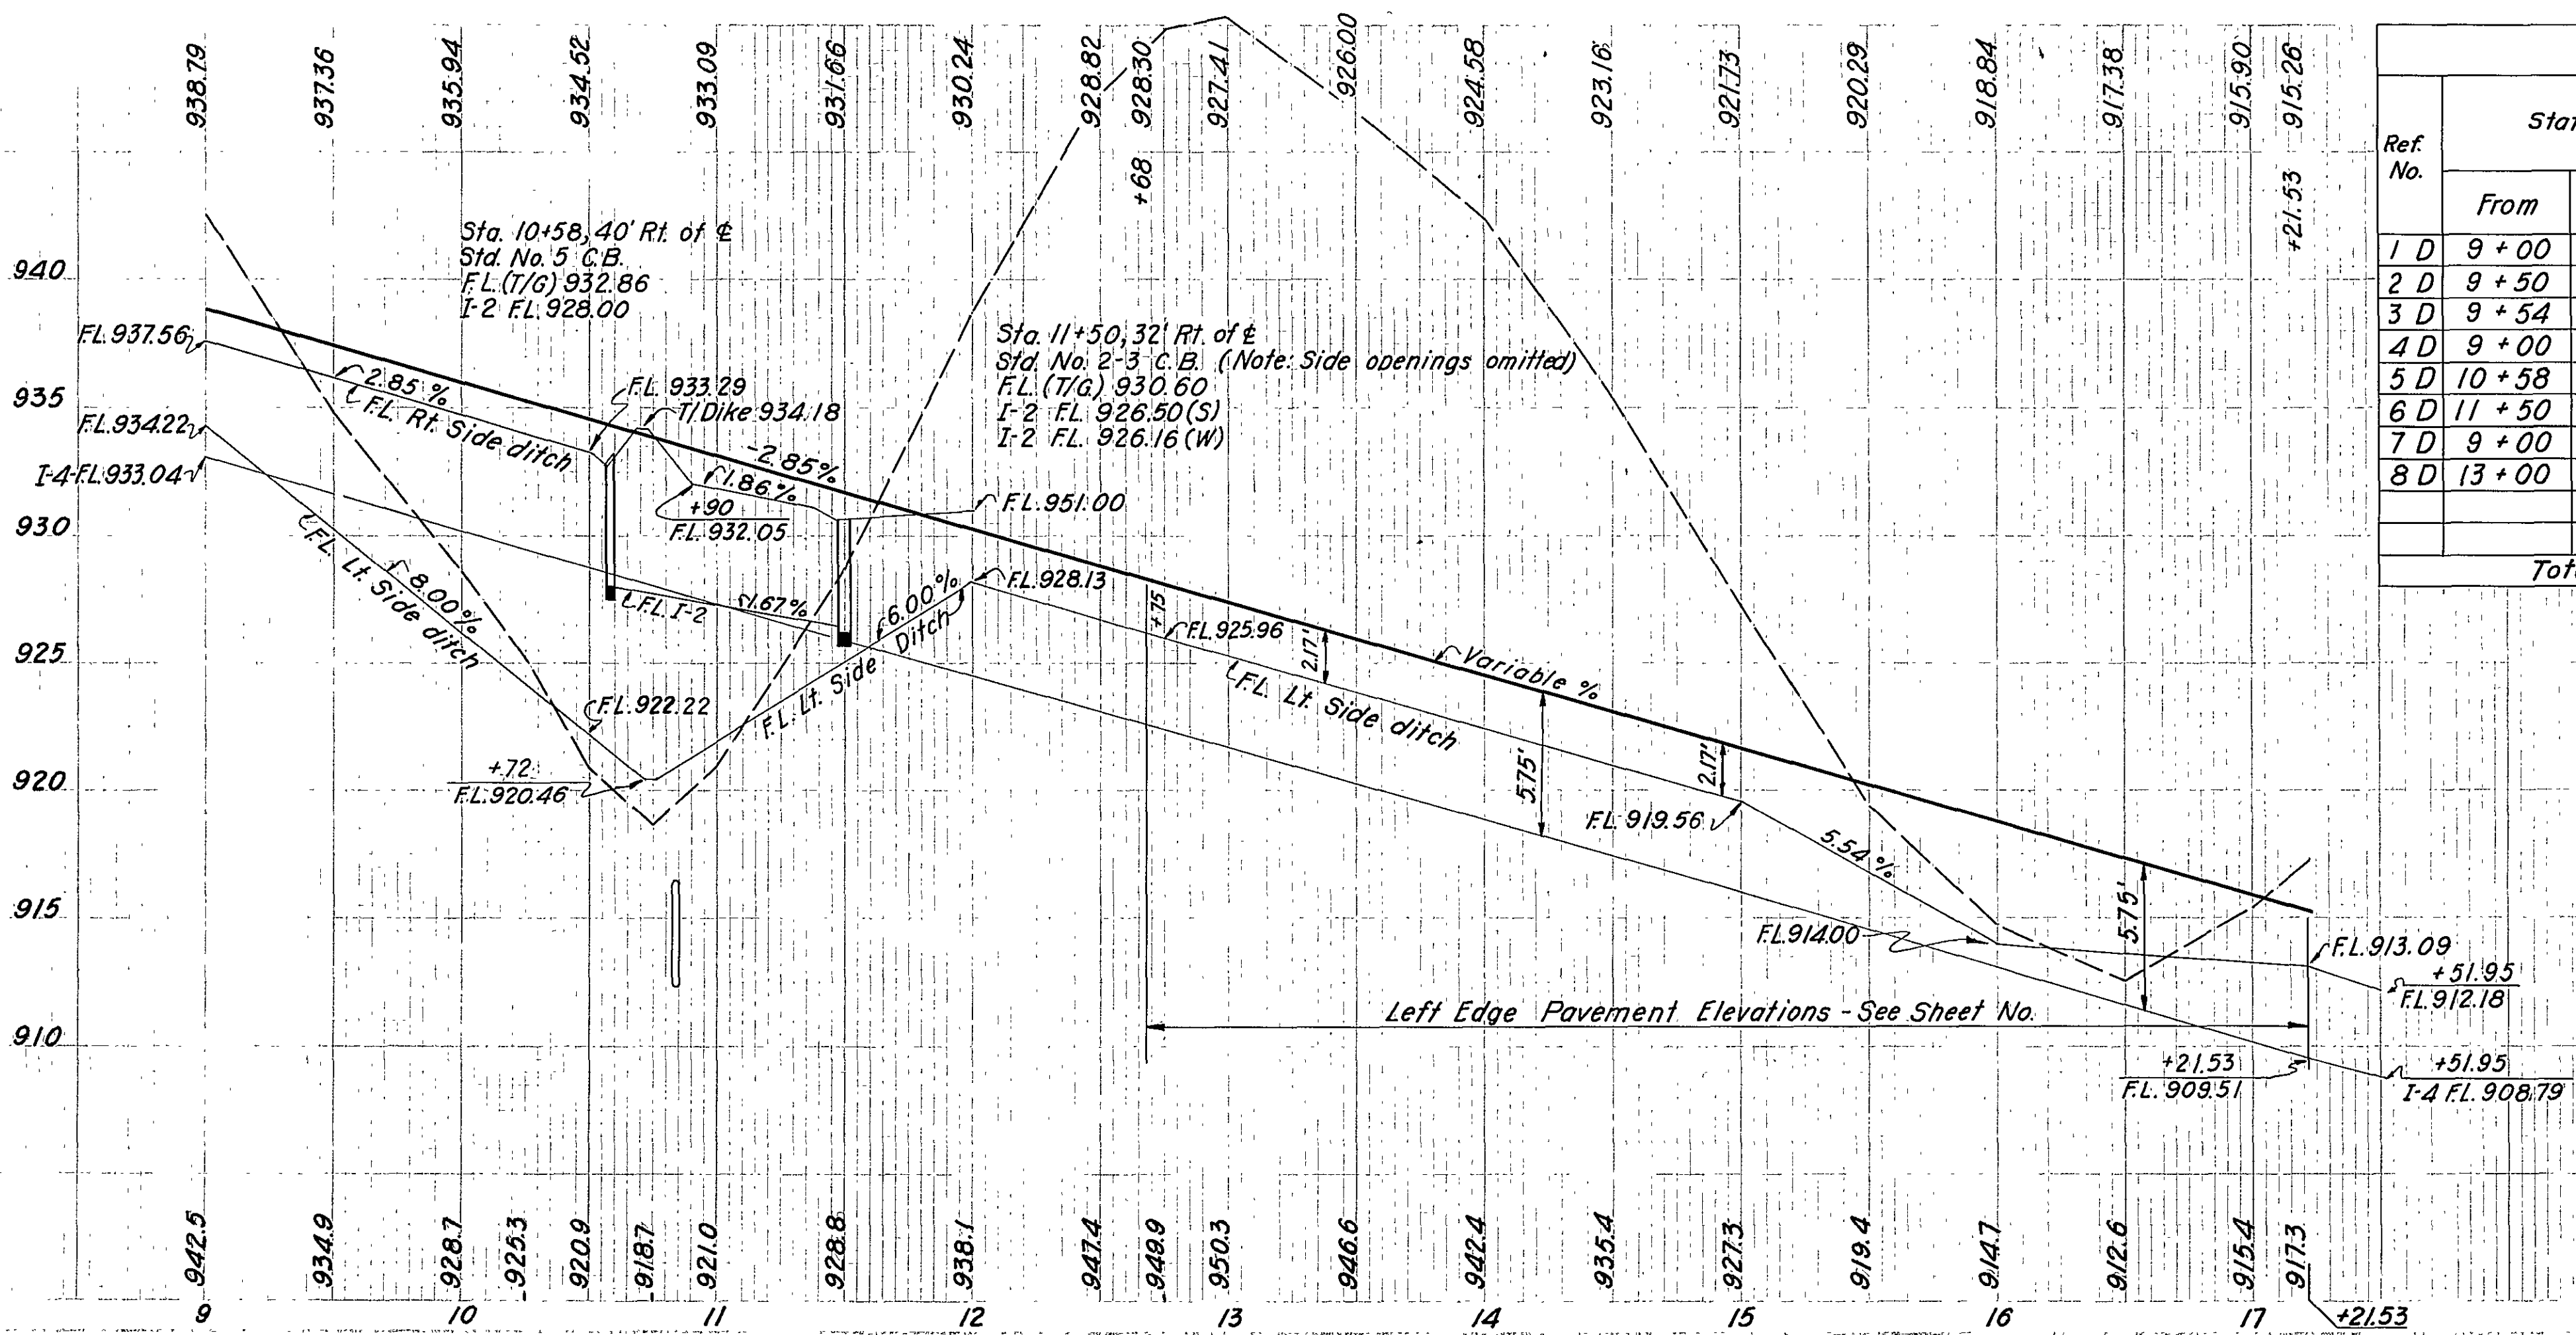 938.79
937.36
935.94
934.52
933.09
931.66
930.24
928.82
928.30
927.41
926.00
924.58
923.16
921.73
920.29
918.84
917.38
915.90
915.26
+68
+21.53
Ref.
No.
From
1 D 9 + 00
2 D 9 + 50
3 D 9 + 54
4 D 9 + 00
5 D 10 + 58
6 D 11 + 50
7 D 9 + 00
8 D 13 + 00
940
935
930
925
920
915
910
Sta. 10+58, 40' Rt. of ℄
Std. No. 5 C.B.
F.L. (T/G) 932.86
I-2 F.L. 928.00
Sta. 11+50, 32' Rt. of ℄
Std. No. 2-3 C.B. (Note: Side openings omitted)
F.L. (T/G) 930.60
I-2 F.L. 926.50 (S)
I-2 F.L. 926.16 (W)
F.L. 937.56
2.85 %
F.L. Rt. Side ditch
F.L. 933.29
T/Dike 934.18
F.L. 934.22
I-4 F.L. 933.04
-2.85%
1.86%
+90
F.L. 932.05
F.L. 951.00
F.L. Lt. Side ditch
8.00%
F.L. I-2
1.67%
6.00%
F.L. Lt. Side Ditch
F.L. 928.13
+75
F.L. 925.96
2.17'
Variable %
F.L. Lt. Side ditch
F.L. 922.22
+72
F.L. 920.46
5.75'
2.17'
F.L. 919.56
5.54 %
F.L. 914.00
5.75'
F.L. 913.09
+51.95
F.L. 912.18
Left Edge Pavement Elevations - See Sheet No.
+21.53
F.L. 909.51
+51.95
I-4 F.L. 908.79
942.5
934.9
928.7
925.3
920.9
918.7
921.0
928.8
938.1
947.4
949.9
950.3
946.6
942.4
935.4
927.3
919.4
914.7
912.6
915.4
917.3
9
10
11
12
13
14
15
16
17
+21.53